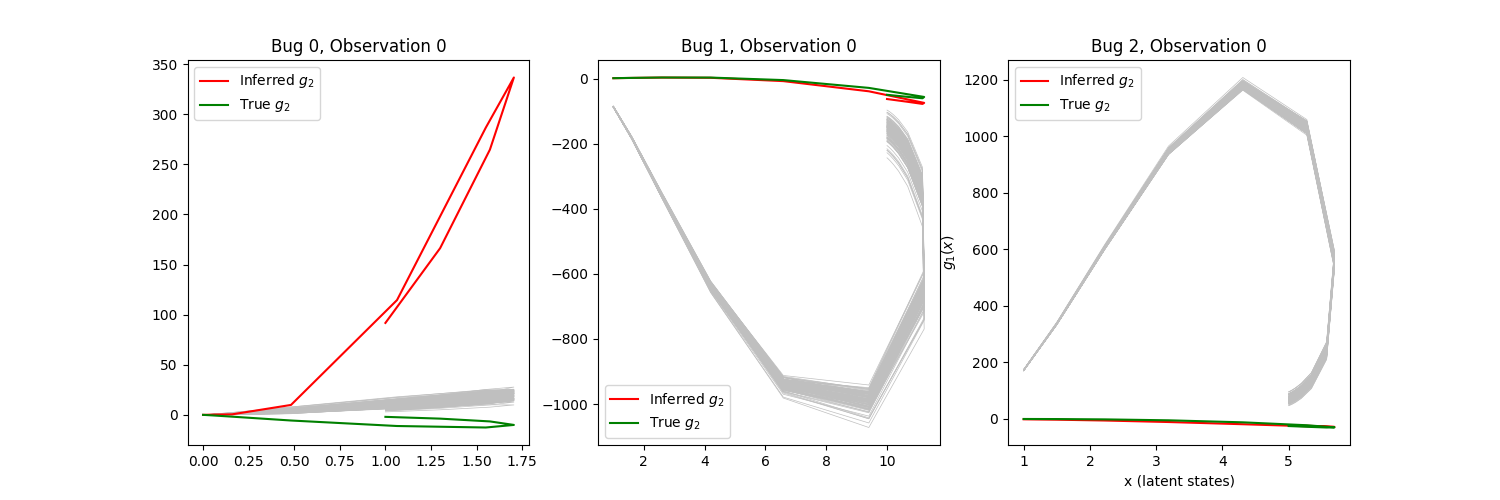 Bug 0, Observation 0
Inferred g₂
True g₂
350
300
250
200
150
100
50
0
0.00 0.25 0.50 0.75 1.00 1.25 1.50 1.75
Bug 1, Observation 0
0
−200
−400
−600
−800
−1000
Inferred g₂
True g₂
2 4 6 8 10
Bug 2, Observation 0
Inferred g₂
True g₂
g₁(x)
1200
1000
800
600
400
200
0
1 2 3 4 5
x (latent states)